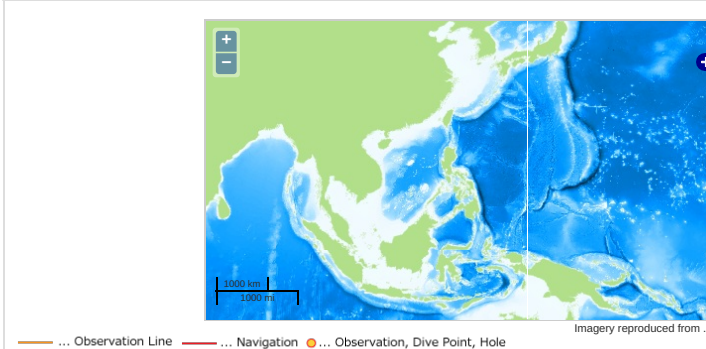 +
−
1000 km
1000 mi
Imagery reproduced from .
... Observation Line ... Navigation ... Observation, Dive Point, Hole